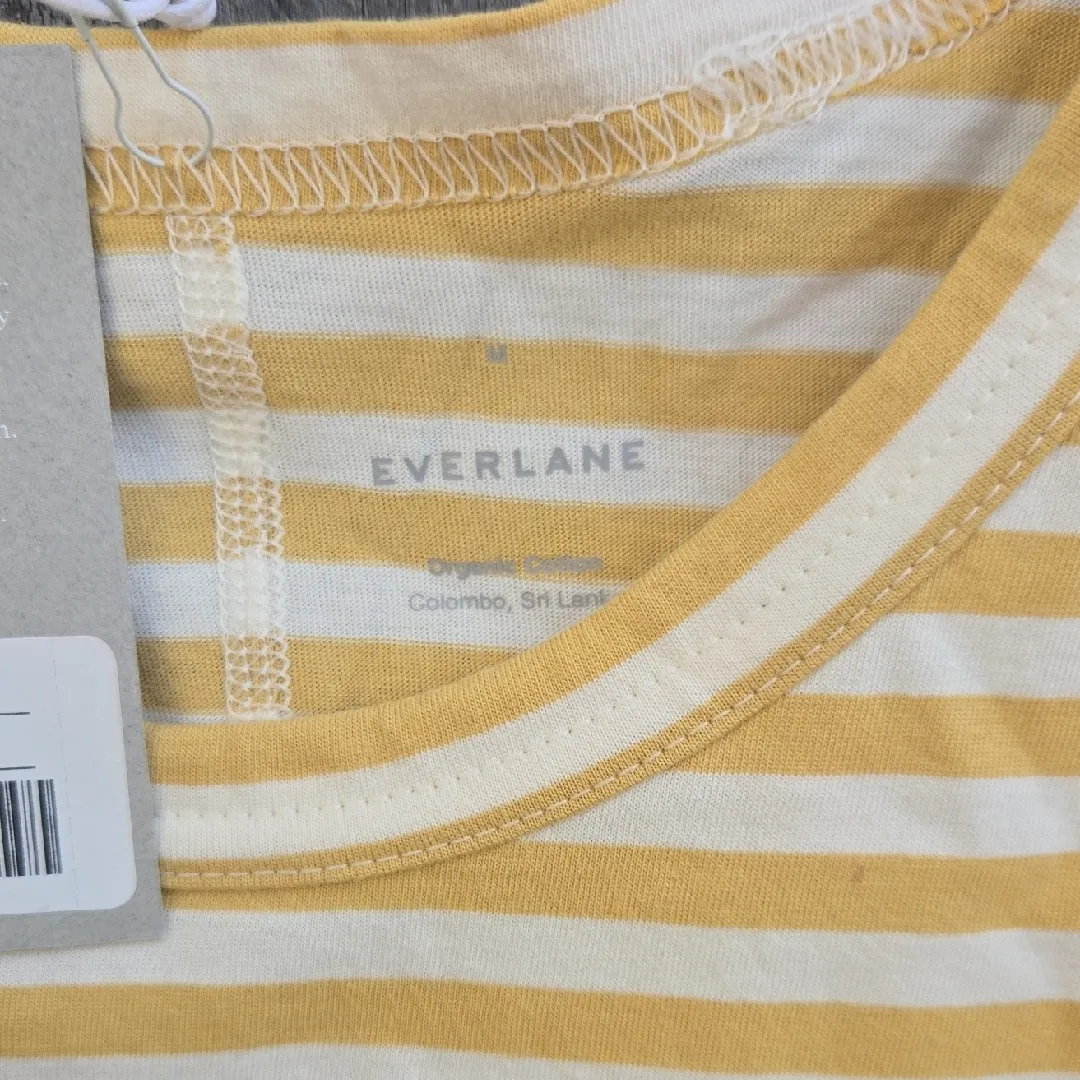 M
EVERLANE
Organic Cotton
Colombo, Sri Lank
y
n.